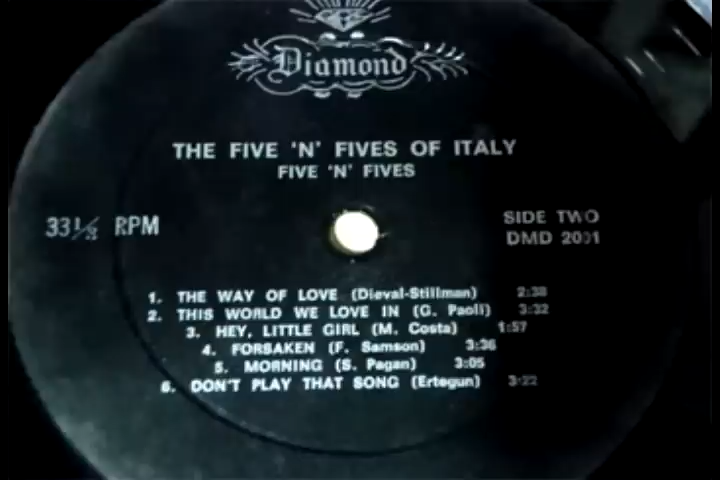 Diamond
THE FIVE 'N' FIVES OF ITALY
FIVE 'N' FIVES
33 1/3 RPM
SIDE TWO
DMD 2001
1. THE WAY OF LOVE (Dieval-Stillman) 2:38
2. THIS WORLD WE LOVE IN (G. Paoli) 3:32
3. HEY, LITTLE GIRL (M. Costa) 1:57
4. FORSAKEN (F. Samson) 3:36
5. MORNING (S. Pagan) 3:05
6. DON'T PLAY THAT SONG (Ertegun) 3:22